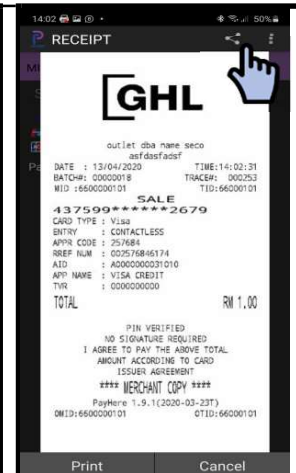 14:02 50%
RECEIPT
GHL
outlet dba name seco
asfdasfadsf
DATE : 13/04/2020 TIME:14:02:31
BATCH#: 00000018 TRACE#: 000253
MID :6600000101 TID:66000101
SALE
437599******2679
CARD TYPE : Visa
ENTRY : CONTACTLESS
APPR CODE : 257684
RREF NUM : 002576846174
AID : A0000000031010
APP NAME : VISA CREDIT
TVR : 0000000000
TOTAL RM 1.00
PIN VERIFIED
NO SIGNATURE REQUIRED
I AGREE TO PAY THE ABOVE TOTAL
AMOUNT ACCORDING TO CARD
ISSUER AGREEMENT
**** MERCHANT COPY ****
PayHere 1.9.1(2020-03-23T)
OMID:6600000101 OTID:66000101
Print Cancel